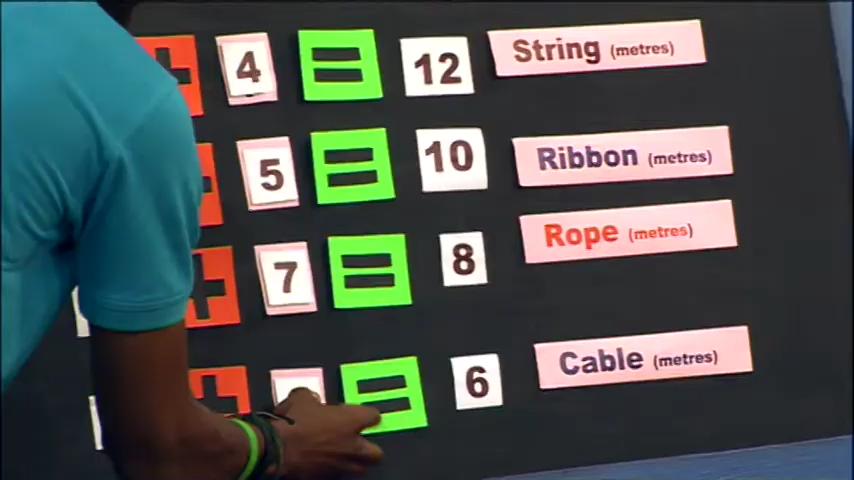 + 4 = 12 String (metres)
+ 5 = 10 Ribbon (metres)
+ 7 = 8 Rope (metres)
+ = 6 Cable (metres)